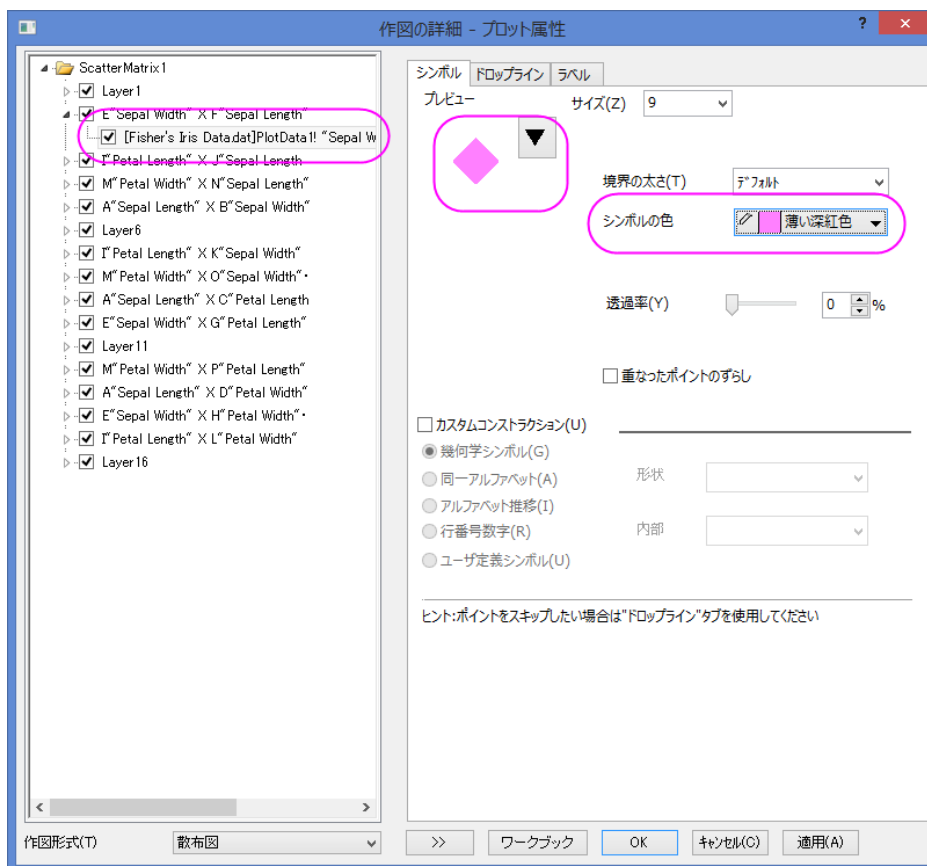 作図の詳細 - プロット属性
? ×
ScatterMatrix1
Layer1
E"Sepal Width" X F"Sepal Length"
[Fisher's Iris Data.dat]PlotData1! "Sepal W
I"Petal Length" X J"Sepal Length
M"Petal Width" X N"Sepal Length"
A"Sepal Length" X B"Sepal Width"
Layer6
I"Petal Length" X K"Sepal Width"
M"Petal Width" X O"Sepal Width"・
A"Sepal Length" X C"Petal Length
E"Sepal Width" X G"Petal Length"
Layer11
M"Petal Width" X P"Petal Length"
A"Sepal Length" X D"Petal Width"
E"Sepal Width" X H"Petal Width"・
I"Petal Length" X L"Petal Width"
Layer16
作図形式(T) 散布図
シンボル ドロップライン ラベル
プレビュー サイズ(Z) 9
境界の太さ(T) デフォルト
シンボルの色 薄い深紅色
透過率(Y) 0 %
重なったポイントのずらし
カスタムコンストラクション(U)
幾何学シンボル(G)
同一アルファベット(A) 形状
アルファベット推移(I)
行番号数字(R) 内部
ユーザ定義シンボル(U)
ヒント:ポイントをスキップしたい場合は"ドロップライン"タブを使用してください
>> ワークブック OK キャンセル(C) 適用(A)